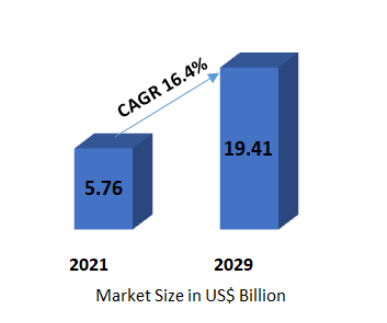 CAGR 16.4%
19.41
5.76
2021 2029
Market Size in US$ Billion